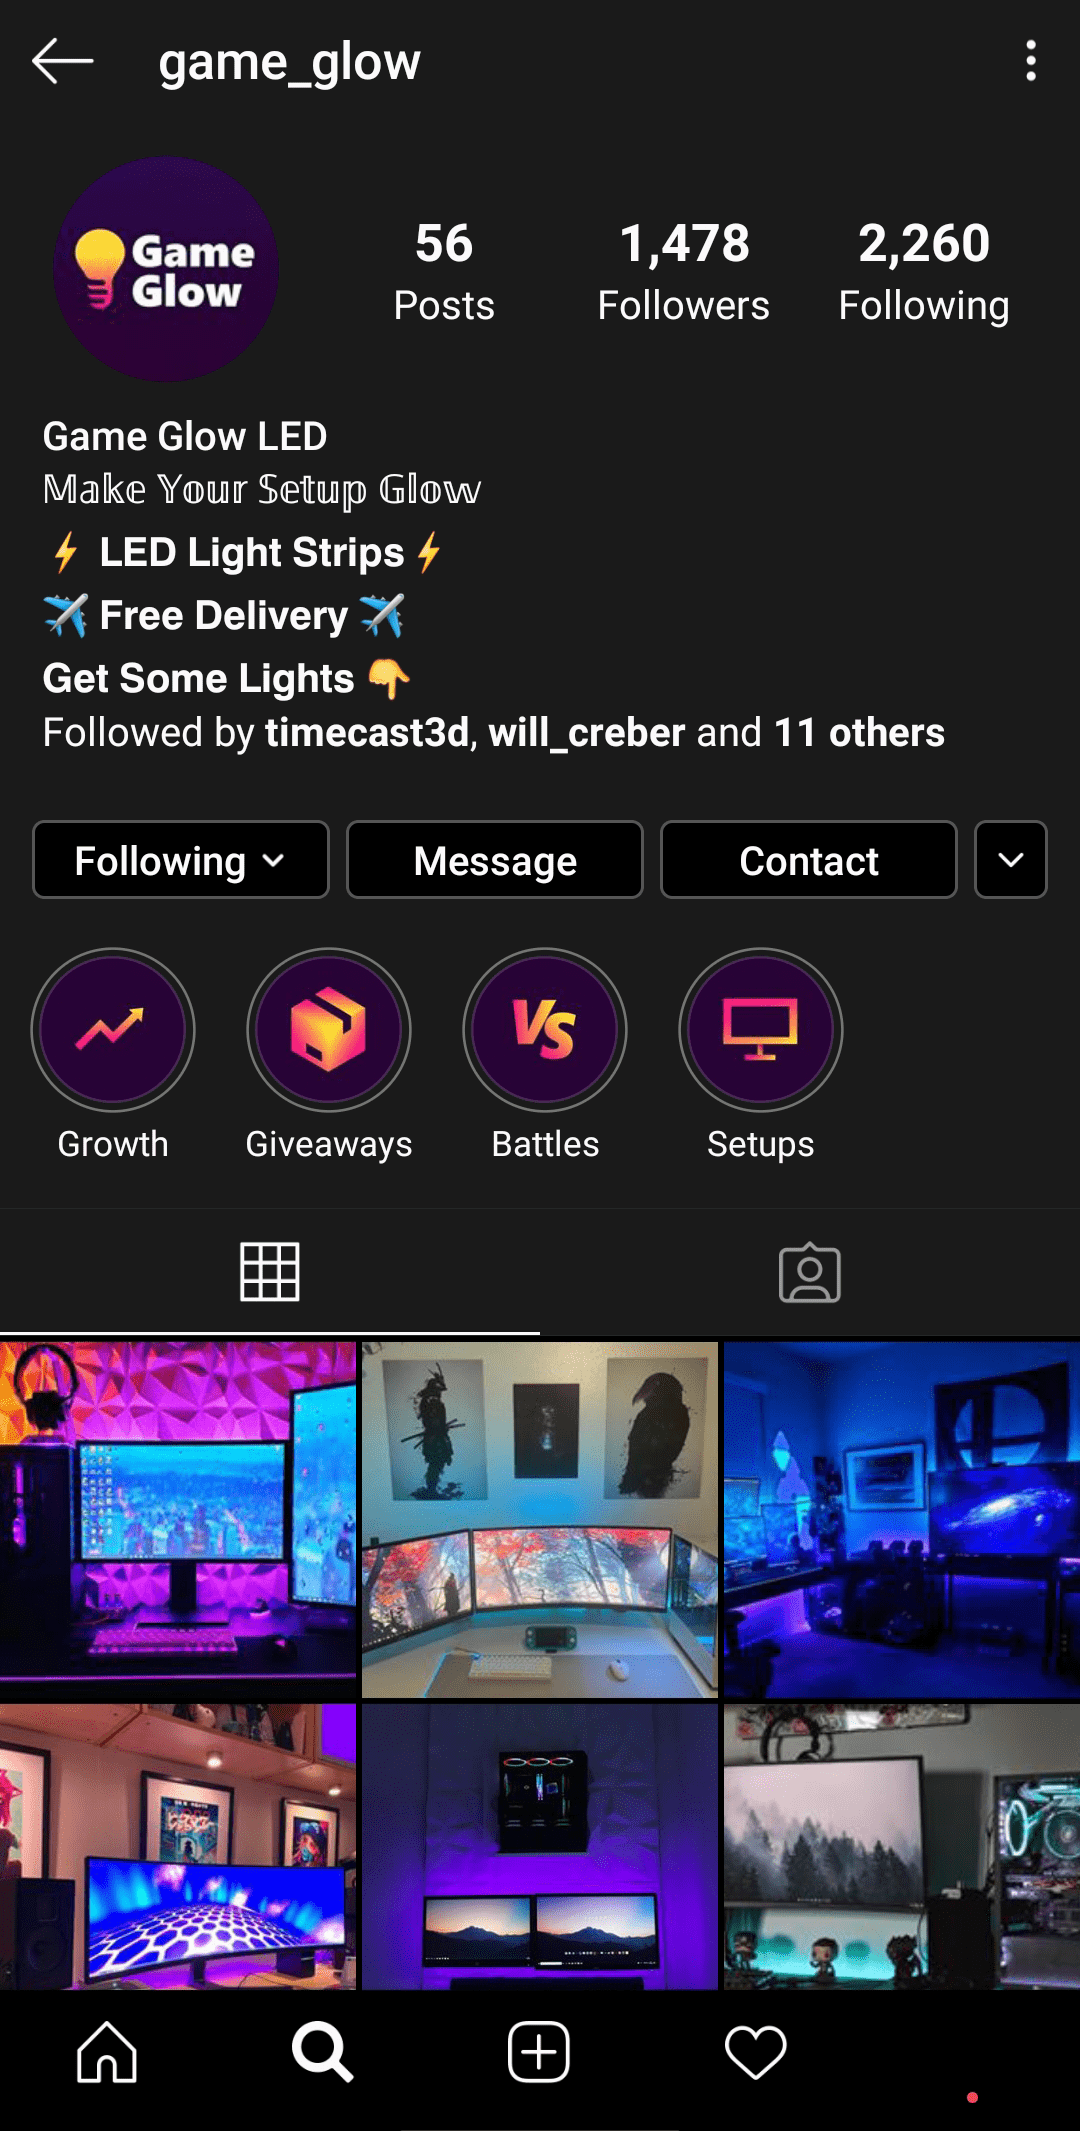 game_glow
Game
Glow
56
Posts
1,478
Followers
2,260
Following
Game Glow LED
𝕄𝕒𝕜𝕖 𝕐𝕠𝕦𝕣 𝕊𝕖𝕥𝕦𝕡 𝔾𝕝𝕠𝕨
⚡ LED Light Strips⚡
✈️ Free Delivery ✈️
Get Some Lights 👇
Followed by timecast3d, will_creber and 11 others
Following
Message
Contact
VS
Growth
Giveaways
Battles
Setups